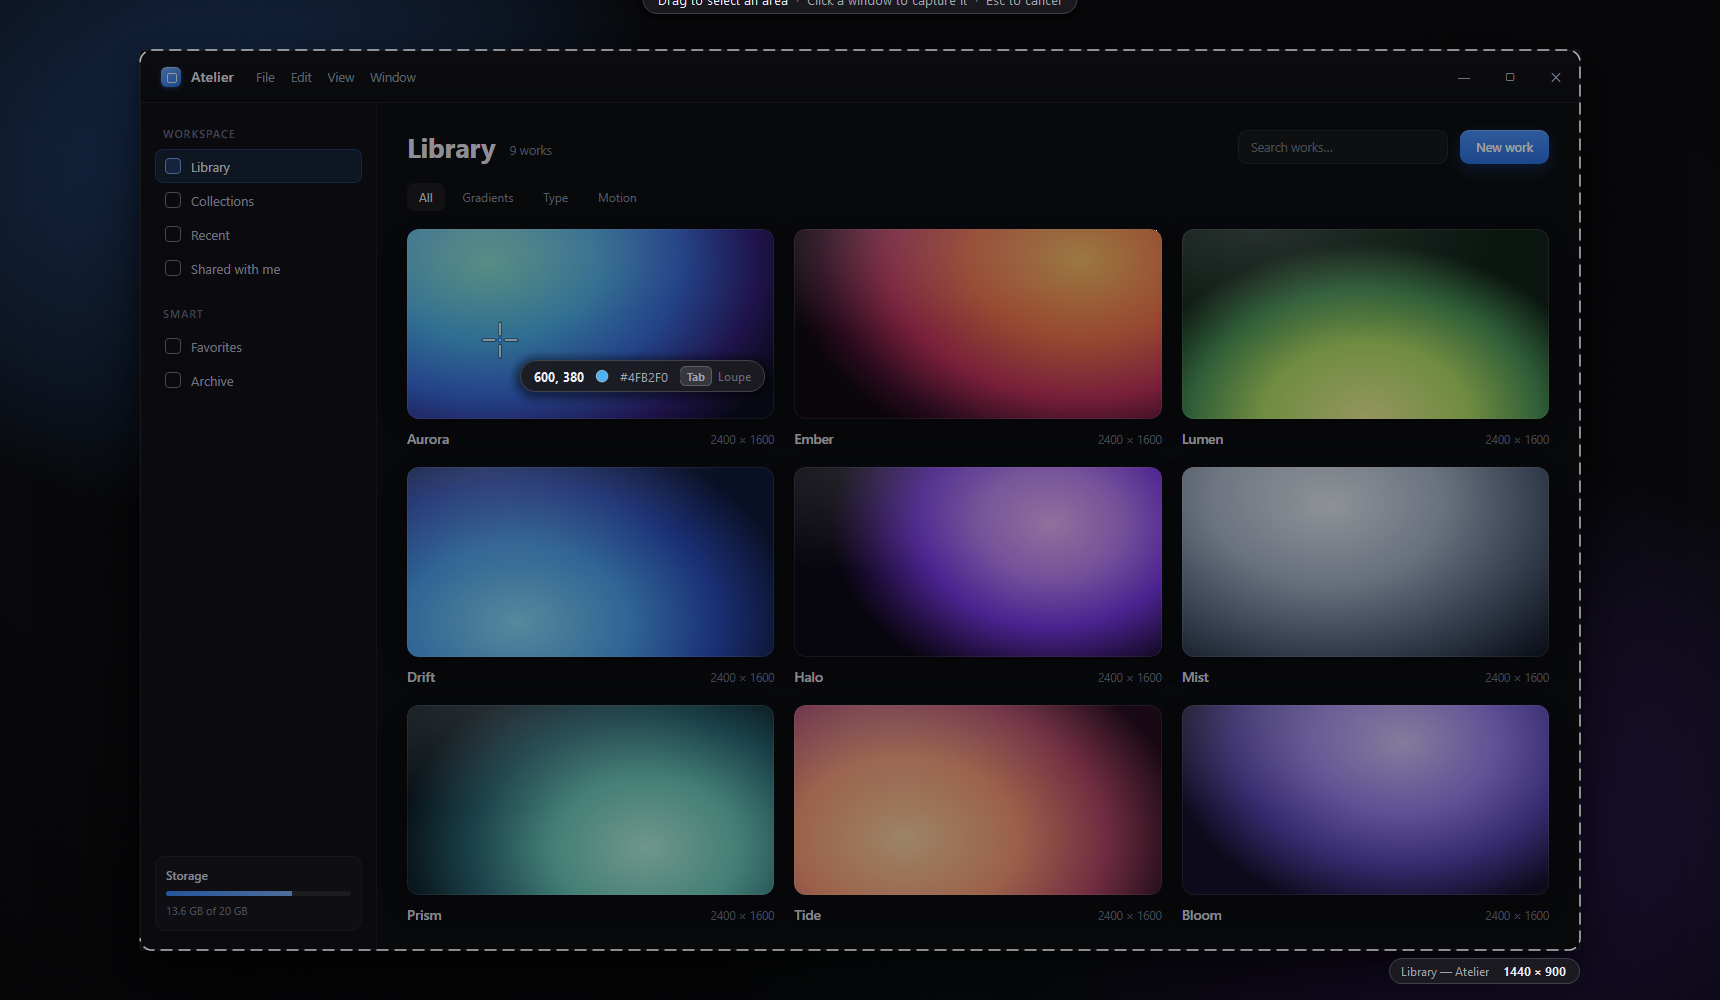 Drag to select an area · Click a window to capture it · Esc to cancel
Atelier File Edit View Window
WORKSPACE
Library
Collections
Recent
Shared with me
SMART
Favorites
Archive
Storage
13.6 GB of 20 GB
Library 9 works
Search works...
New work
All Gradients Type Motion
600, 380 #4FB2F0 Tab Loupe
Aurora 2400 × 1600
Ember 2400 × 1600
Lumen 2400 × 1600
Drift 2400 × 1600
Halo 2400 × 1600
Mist 2400 × 1600
Prism 2400 × 1600
Tide 2400 × 1600
Bloom 2400 × 1600
Library — Atelier 1440 × 900